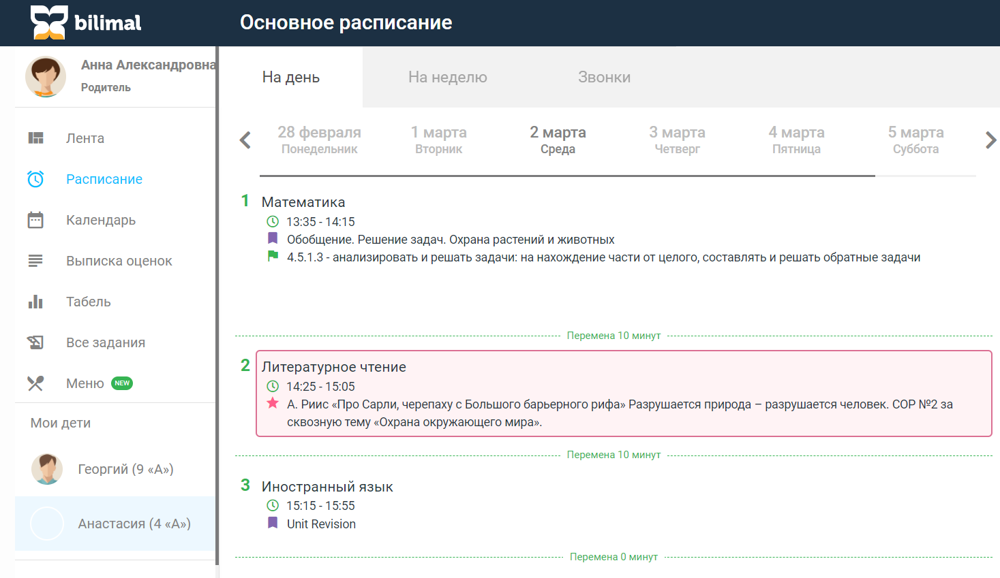 bilimal
Основное расписание
Анна Александровна
Родитель
Лента
Расписание
Календарь
Выписка оценок
Табель
Все задания
Меню NEW
Мои дети
Георгий (9 «А»)
Анастасия (4 «А»)
На день На неделю Звонки
28 февраля 1 марта 2 марта 3 марта 4 марта 5 марта
Понедельник Вторник Среда Четверг Пятница Суббота
1 Математика
13:35 - 14:15
Обобщение. Решение задач. Охрана растений и животных
4.5.1.3 - анализировать и решать задачи: на нахождение части от целого, составлять и решать обратные задачи
Перемена 10 минут
2 Литературное чтение
14:25 - 15:05
А. Риис «Про Сарли, черепаху с Большого барьерного рифа» Разрушается природа – разрушается человек. СОР №2 за
сквозную тему «Охрана окружающего мира».
Перемена 10 минут
3 Иностранный язык
15:15 - 15:55
Unit Revision
Перемена 0 минут